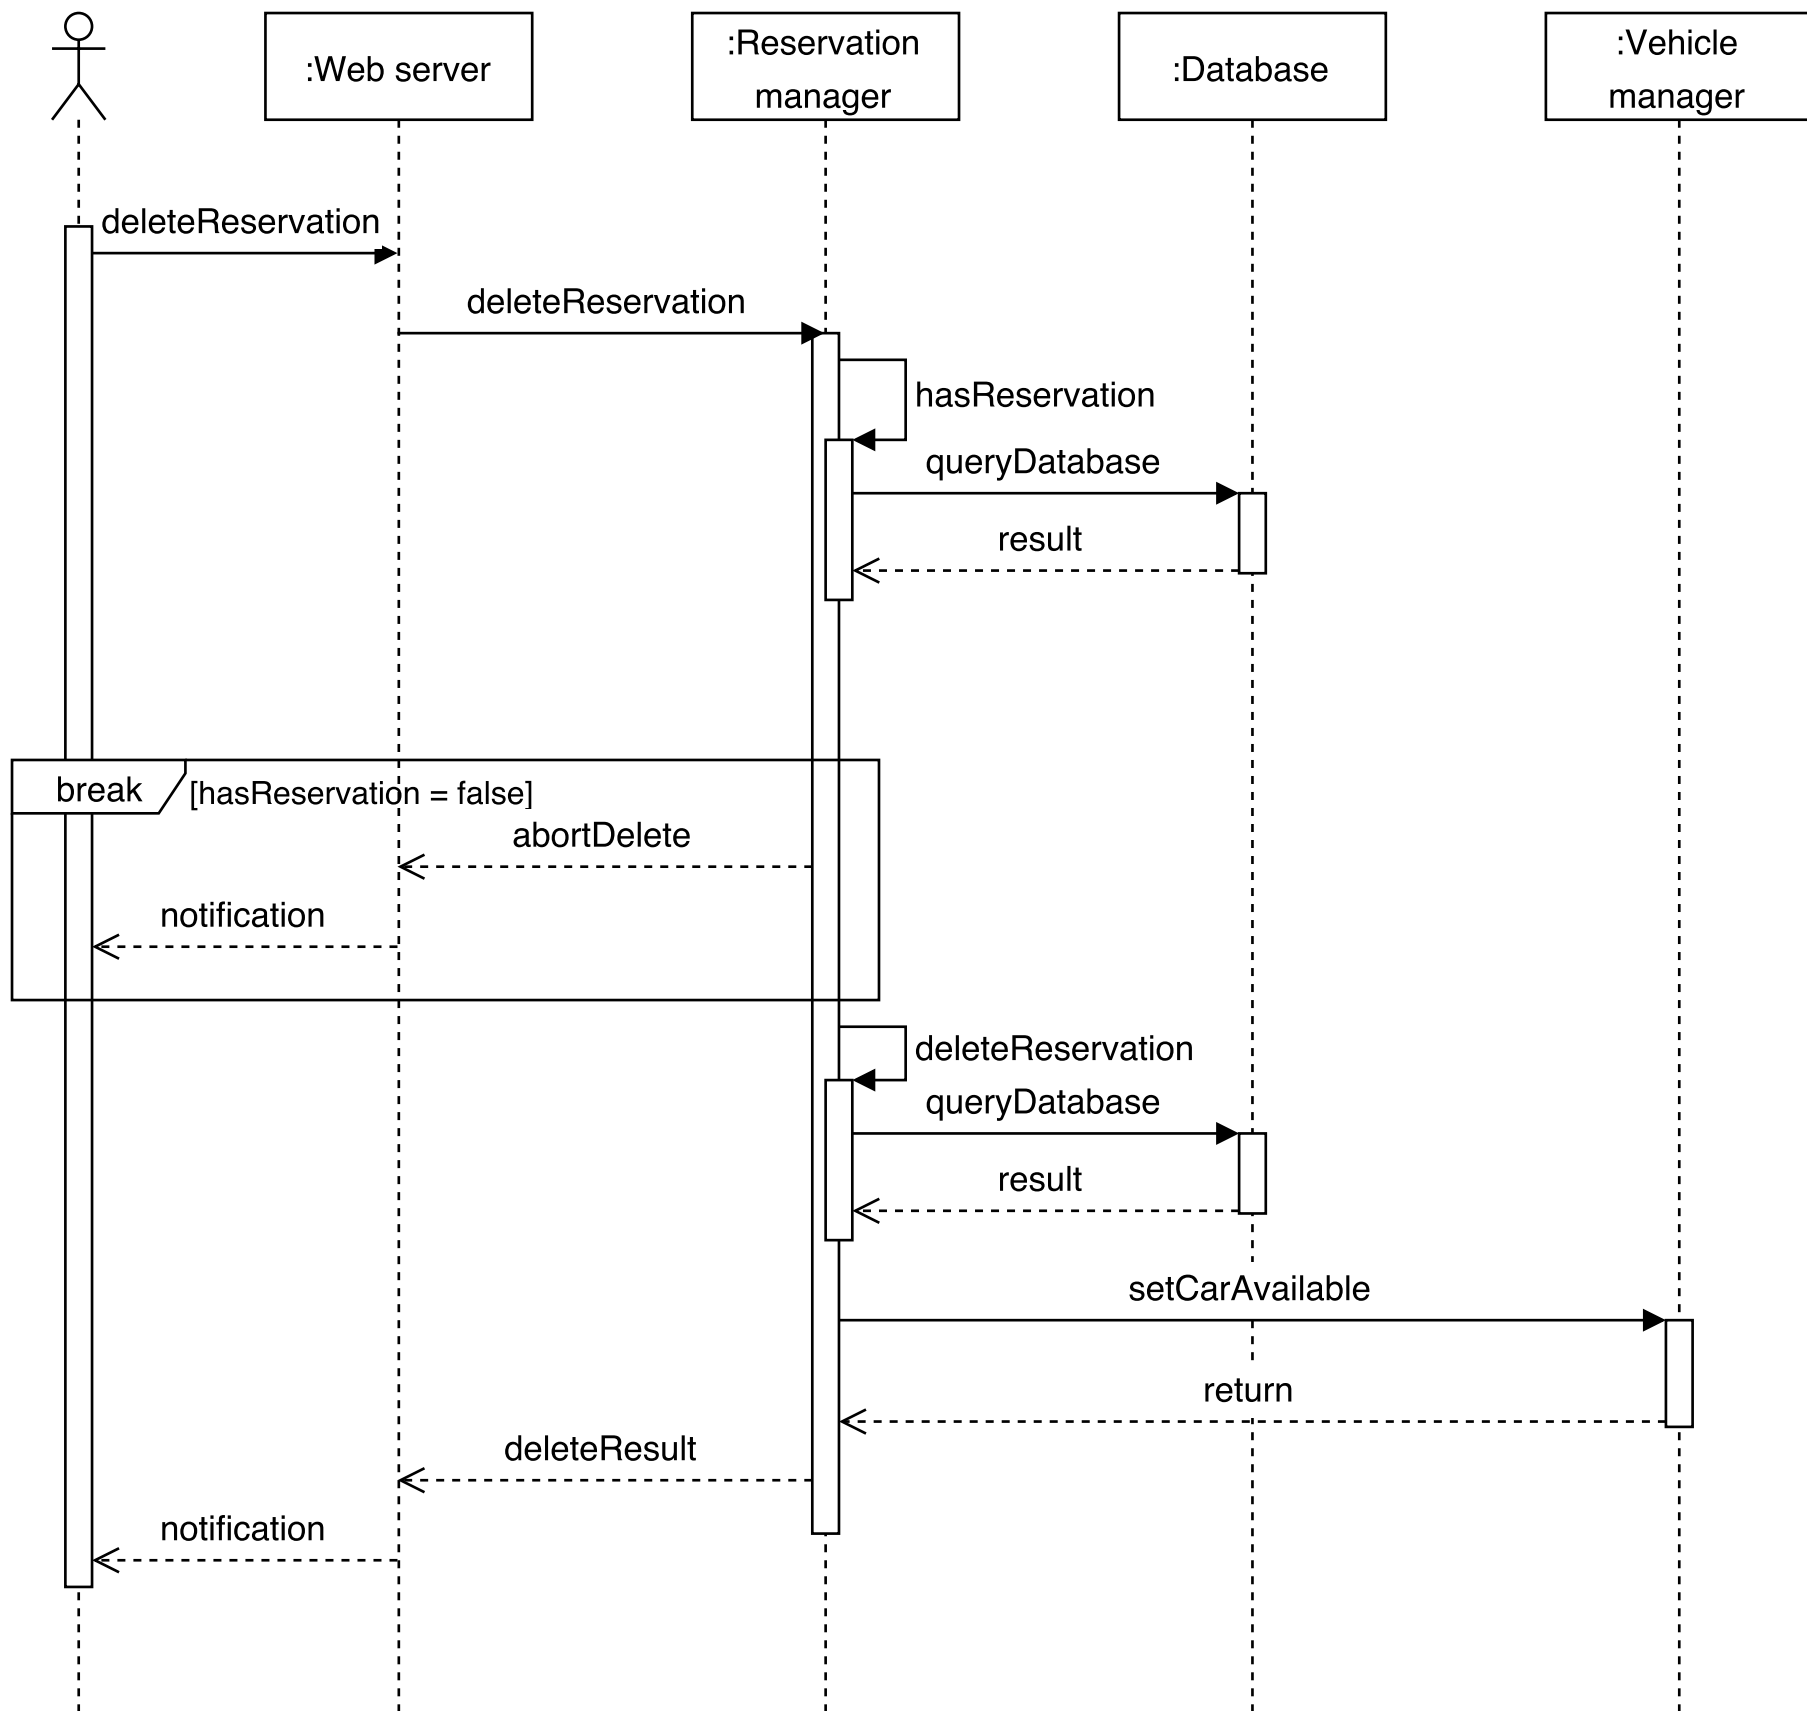 :Web server
:Reservation
manager
:Database
:Vehicle
manager
deleteReservation
deleteReservation
hasReservation
queryDatabase
result
break
[hasReservation = false]
abortDelete
notification
deleteReservation
queryDatabase
result
setCarAvailable
return
deleteResult
notification